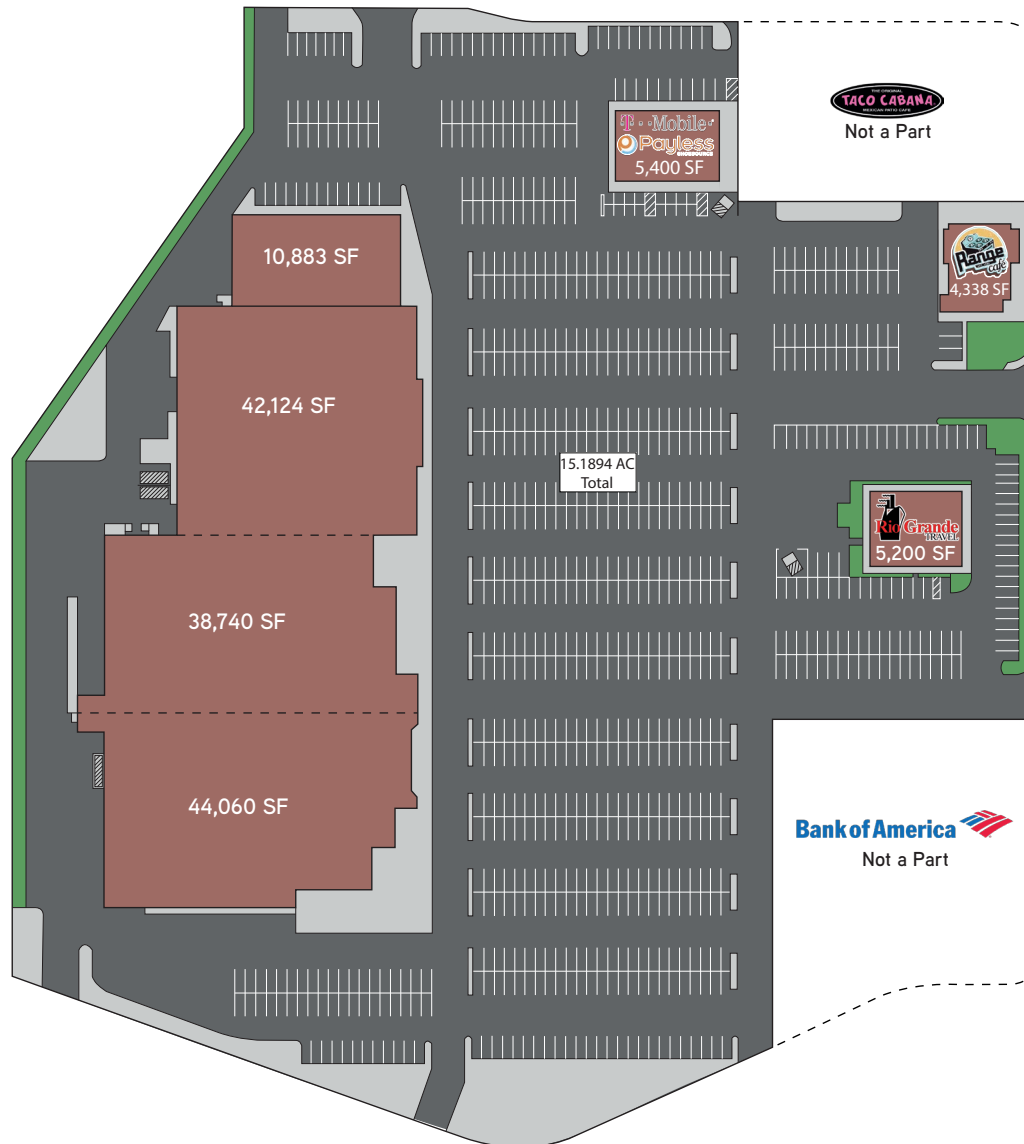 THE ORIGINAL
TACO CABANA
MEXICAN PATIO CAFE
Not a Part
T Mobile
Payless
SHOESOURCE
5,400 SF
Range
café
4,338 SF
10,883 SF
42,124 SF
15.1894 AC
Total
Rio Grande
TRAVEL
5,200 SF
38,740 SF
44,060 SF
Bank of America
Not a Part